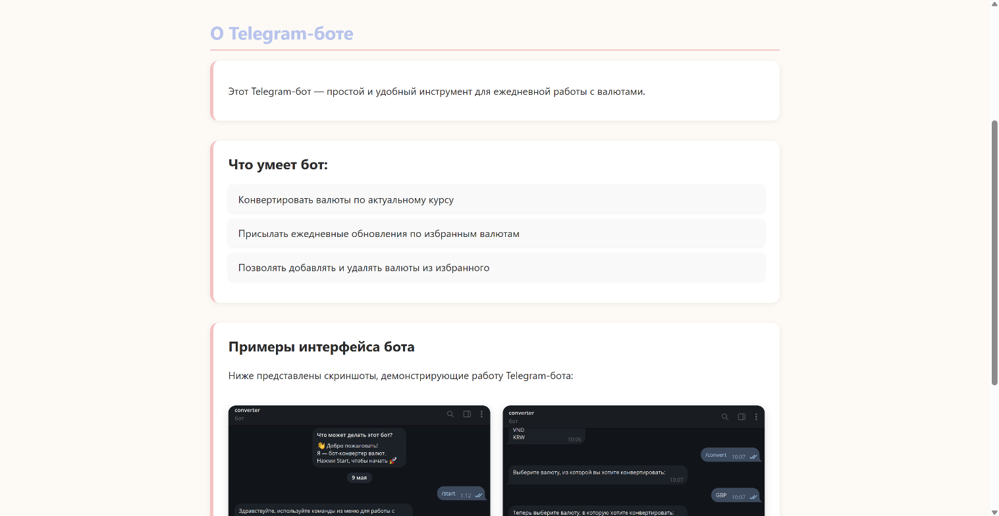 О Telegram-боте
Этот Telegram-бот — простой и удобный инструмент для ежедневной работы с валютами.
Что умеет бот:
Конвертировать валюты по актуальному курсу
Присылать ежедневные обновления по избранным валютам
Позволять добавлять и удалять валюты из избранного
Примеры интерфейса бота
Ниже представлены скриншоты, демонстрирующие работу Telegram-бота:
converter
бот
Что может делать этот бот?
👋 Добро пожаловать!
Я — бот-конвертер валют.
Нажми Start, чтобы начать 🚀
9 мая
/start 1:12
Здравствуйте, используйте команды из меню для работы с
converter
бот
VND
KRW 10:06
/convert 10:07
Выберите валюту, из которой вы хотите конвертировать:
10:07
GBP 10:07
Теперь выберите валюту, в которую хотите конвертировать: